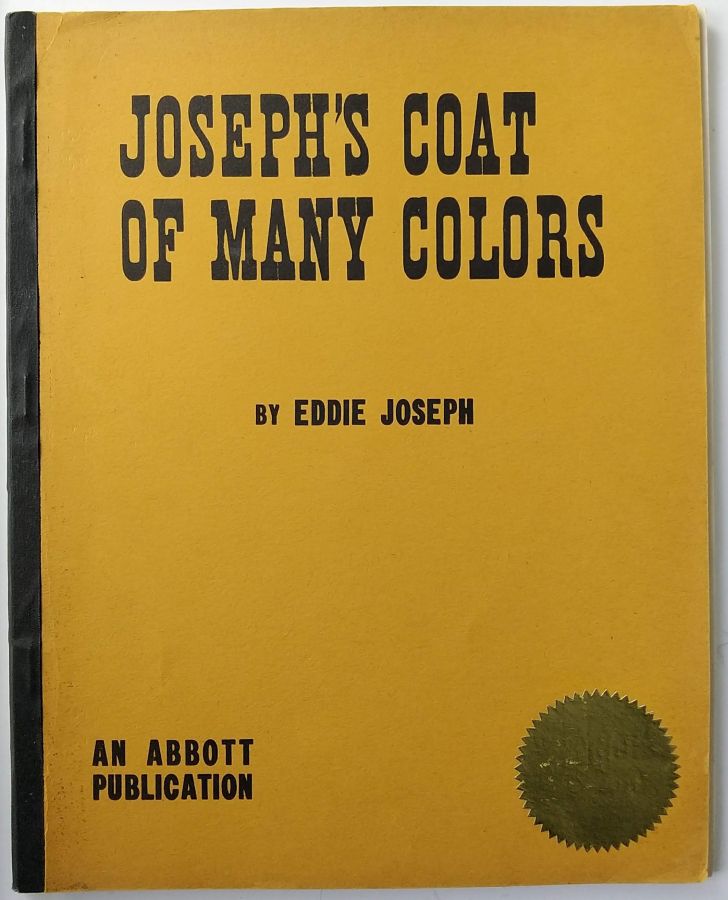 JOSEPH'S COAT
OF MANY COLORS
BY EDDIE JOSEPH
AN ABBOTT
PUBLICATION